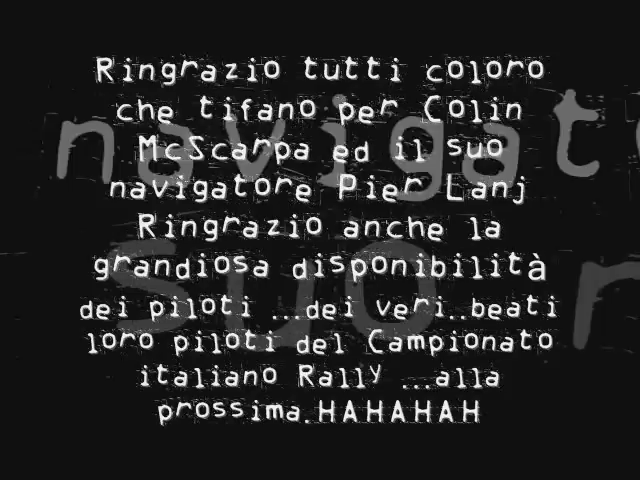 Ringrazio tutti coloro
che tifano per Colin
McScarpa ed il suo
navigatore Pier Lanj
Ringrazio anche la
grandiosa disponibilità
dei piloti ...dei veri..beati
loro piloti del Campionato
italiano Rally ...alla
prossima.HAHAHAH